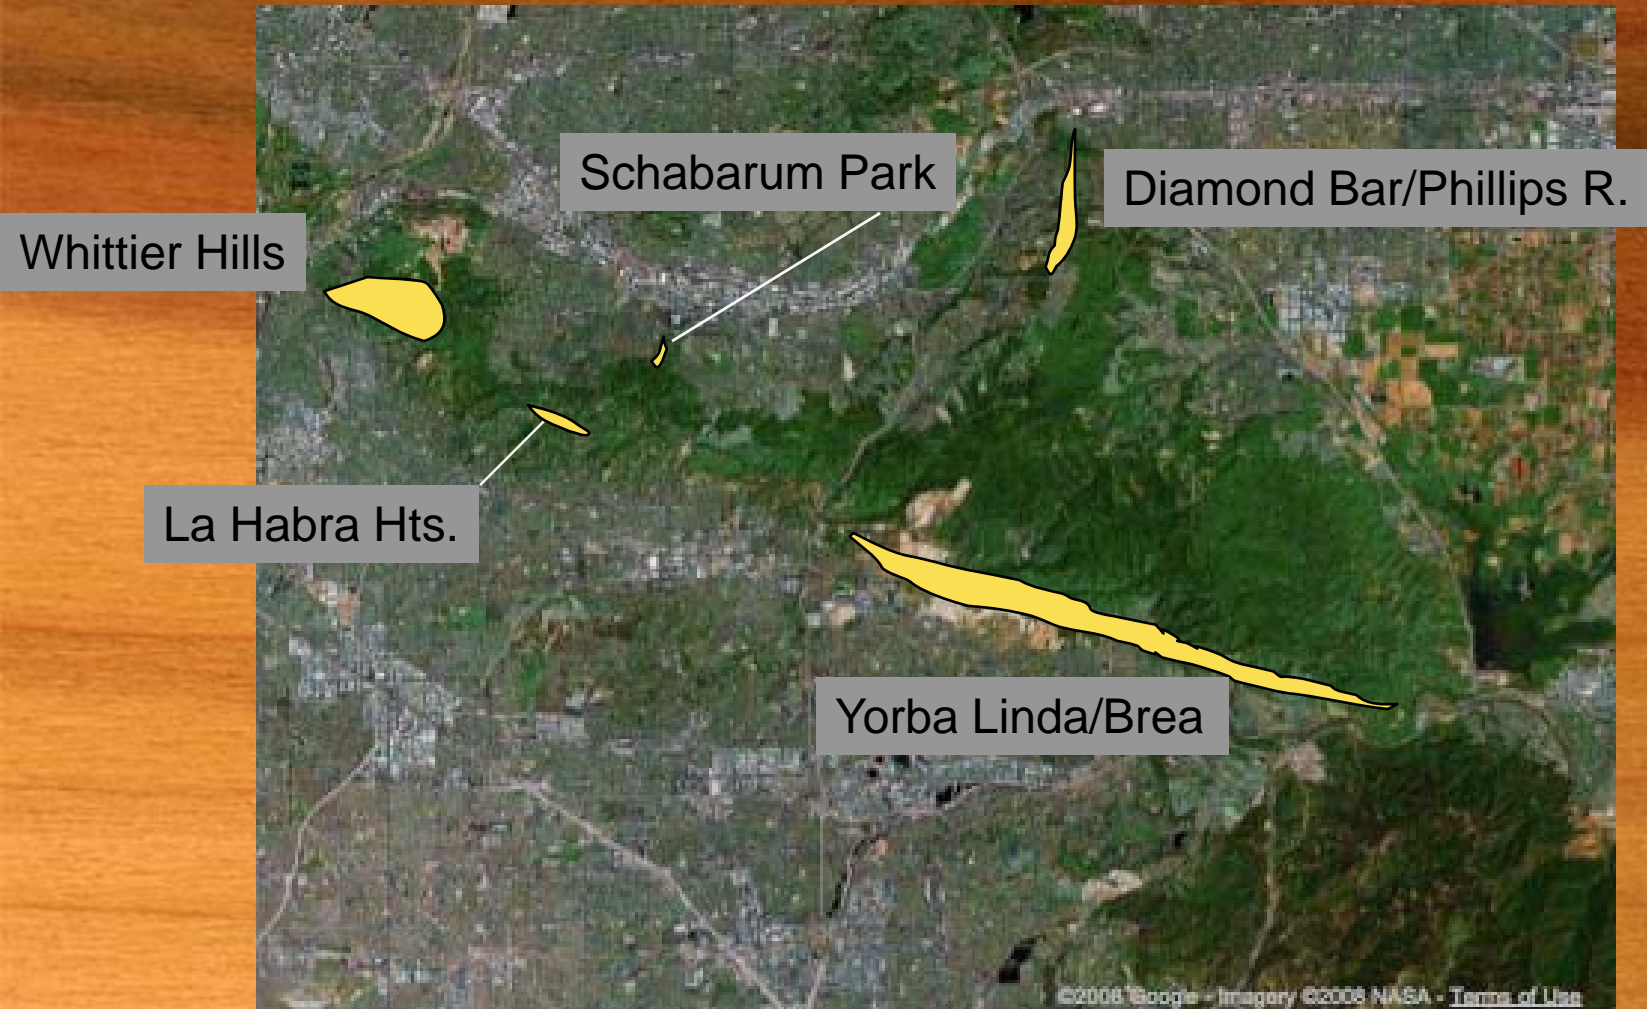 Schabarum Park
Diamond Bar/Phillips R.
Whittier Hills
La Habra Hts.
Yorba Linda/Brea
©2008 Google - Imagery ©2008 NASA - Terms of Use